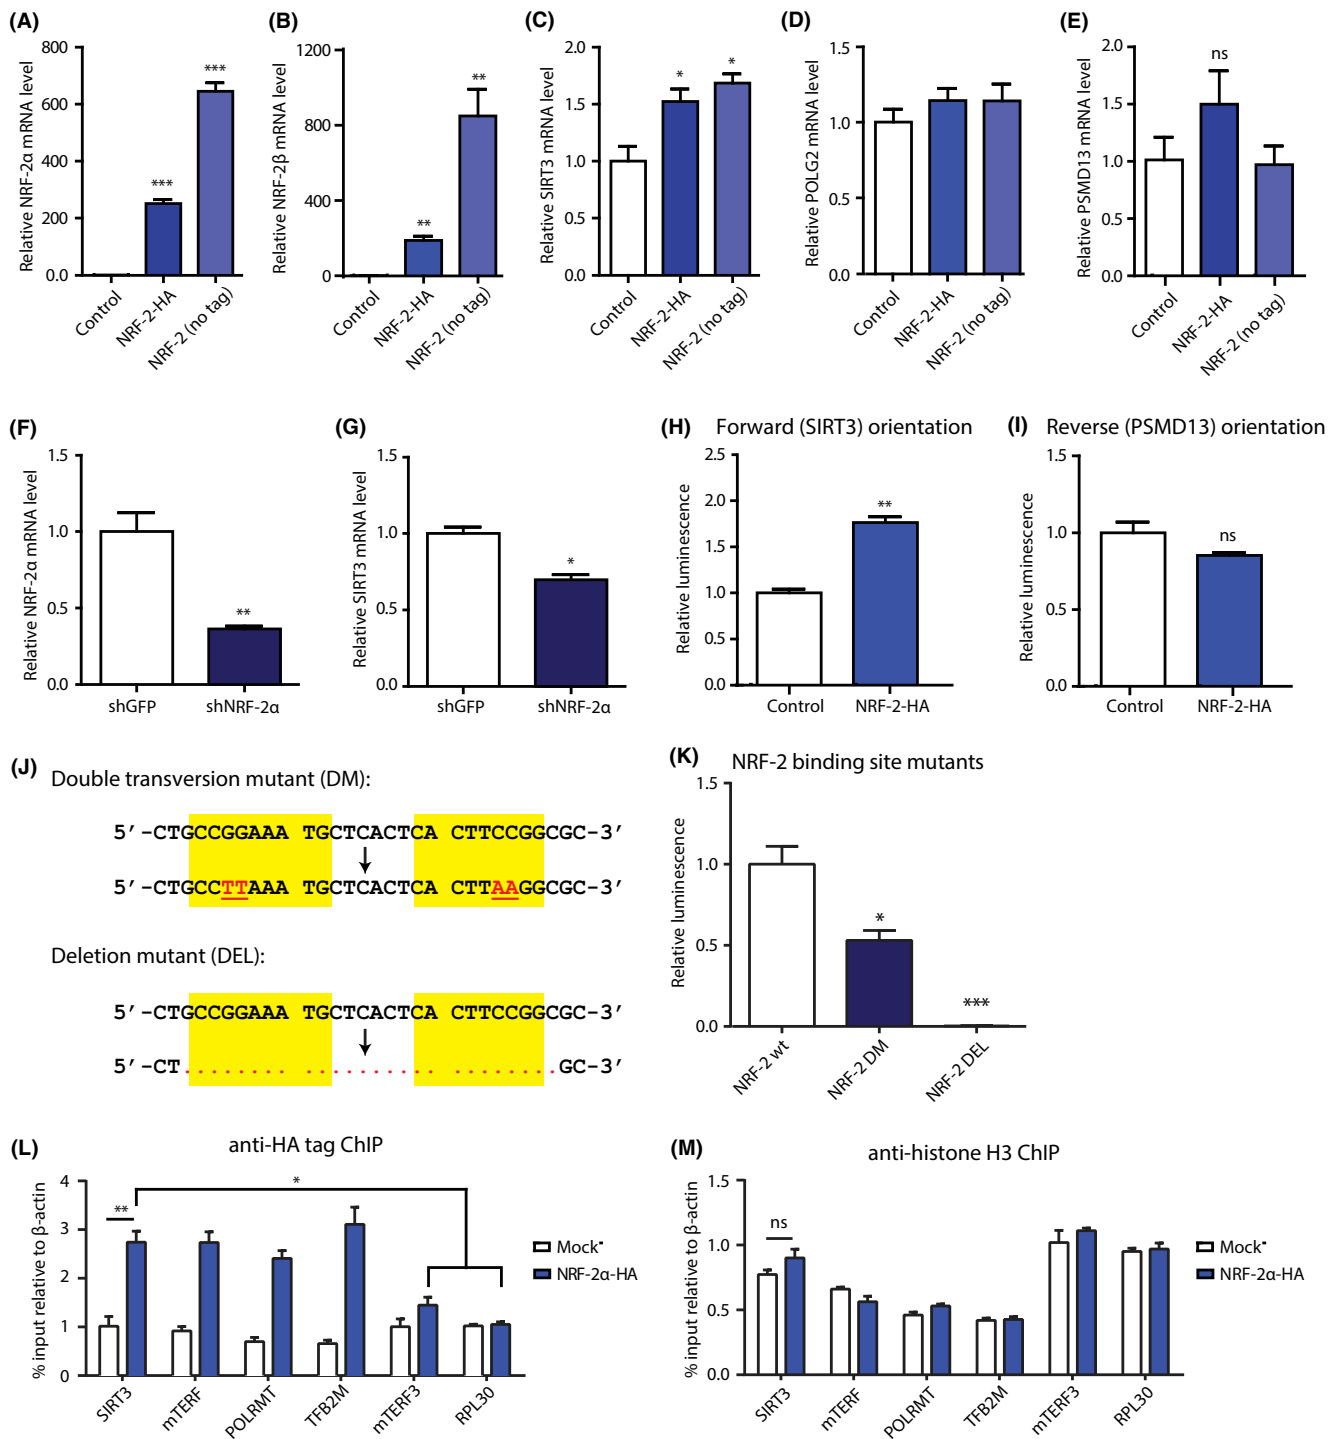 (A)
Relative NRF-2α mRNA level
800
600
400
200
0.0
***
***
Control
NRF-2-HA
NRF-2 (no tag)
(B)
Relative NRF-2β mRNA level
1200
800
400
0.0
**
**
Control
NRF-2-HA
NRF-2 (no tag)
(C)
Relative SIRT3 mRNA level
2.0
1.5
1.0
0.5
0.0
*
*
Control
NRF-2-HA
NRF-2 (no tag)
(D)
Relative POLG2 mRNA level
1.5
1.0
0.5
0.0
Control
NRF-2-HA
NRF-2 (no tag)
(E)
Relative PSMD13 mRNA level
2.0
1.5
1.0
0.5
0.0
ns
Control
NRF-2-HA
NRF-2 (no tag)
(F)
Relative NRF-2α mRNA level
1.5
1.0
0.5
0.0
**
shGFP
shNRF-2α
(G)
Relative SIRT3 mRNA level
1.5
1.0
0.5
0.0
*
shGFP
shNRF-2α
(H) Forward (SIRT3) orientation
Relative luminescence
2.5
2.0
1.5
1.0
0.5
0.0
**
Control
NRF-2-HA
(I) Reverse (PSMD13) orientation
Relative luminescence
1.5
1.0
0.5
0.0
ns
Control
NRF-2-HA
(J)
Double transversion mutant (DM):
5′-CTGCCGGAAA TGCTCACTCA CTTCCGGCGC-3′
5′-CTGCCTTAAA TGCTCACTCA CTTAAGGCGC-3′
Deletion mutant (DEL):
5′-CTGCCGGAAA TGCTCACTCA CTTCCGGCGC-3′
5′-CT....... .......... ........GC-3′
(K) NRF-2 binding site mutants
Relative luminescence
1.5
1.0
0.5
0.0
*
***
NRF-2 wt
NRF-2 DM
NRF-2 DEL
(L) anti-HA tag ChIP
% input relative to β-actin
4
3
2
1
0
**
*
Mock
NRF-2α-HA
SIRT3
mTERF
POLRMT
TFB2M
mTERF3
RPL30
(M) anti-histone H3 ChIP
% input relative to β-actin
1.5
1.0
0.5
0.0
ns
Mock
NRF-2α-HA
SIRT3
mTERF
POLRMT
TFB2M
mTERF3
RPL30